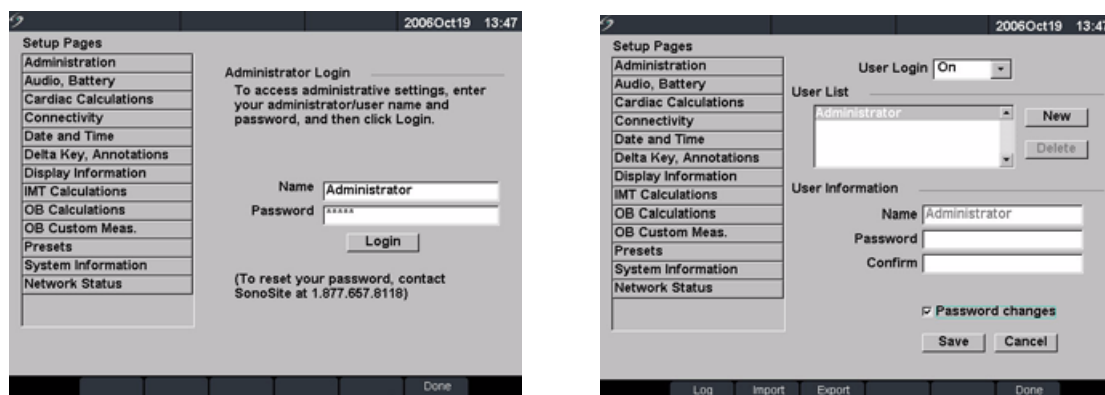 2006Oct19 13:47
Setup Pages
Administration
Audio, Battery
Cardiac Calculations
Connectivity
Date and Time
Delta Key, Annotations
Display Information
IMT Calculations
OB Calculations
OB Custom Meas.
Presets
System Information
Network Status
Administrator Login
To access administrative settings, enter
your administrator/user name and
password, and then click Login.
Name Administrator
Password *****
Login
(To reset your password, contact
SonoSite at 1.877.657.8118)
Done
2006Oct19 13:47
Setup Pages
Administration
Audio, Battery
Cardiac Calculations
Connectivity
Date and Time
Delta Key, Annotations
Display Information
IMT Calculations
OB Calculations
OB Custom Meas.
Presets
System Information
Network Status
User Login On
User List
Administrator
New
Delete
User Information
Name Administrator
Password
Confirm
Password changes
Save Cancel
Log Import Export Done